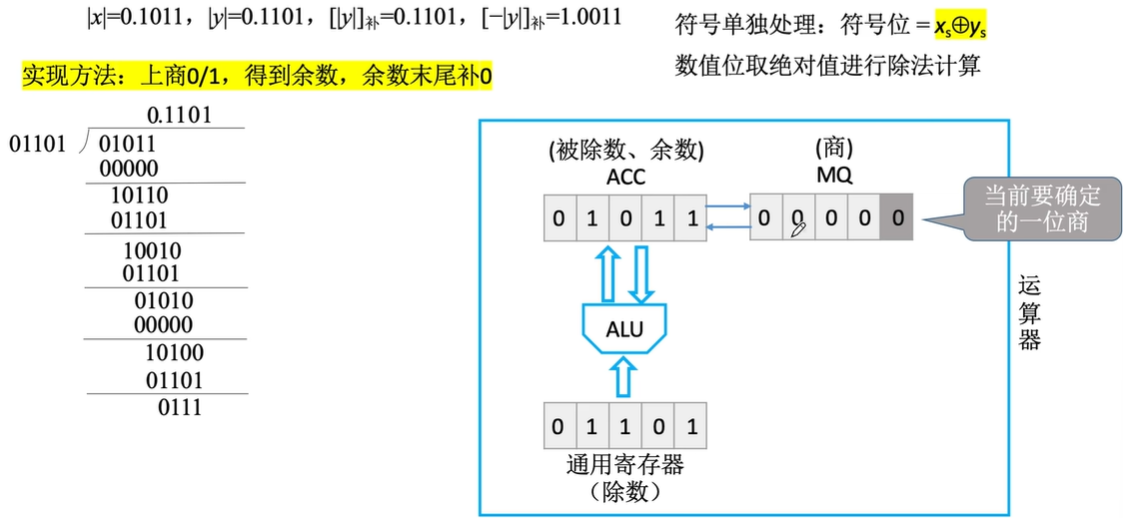 |x|=0.1011，|y|=0.1101，[|y|]补=0.1101，[−|y|]补=1.0011
符号单独处理：符号位 = xs⊕ys
数值位取绝对值进行除法计算
实现方法：上商0/1，得到余数，余数末尾补0
0.1101
01101 01011
00000
10110
01101
10010
01101
01010
00000
10100
01101
0111
(被除数、余数)
ACC
(商)
MQ
0 1 0 1 1
0 0 0 0 0
当前要确定
的一位商
ALU
0 1 1 0 1
通用寄存器
（除数）
运
算
器